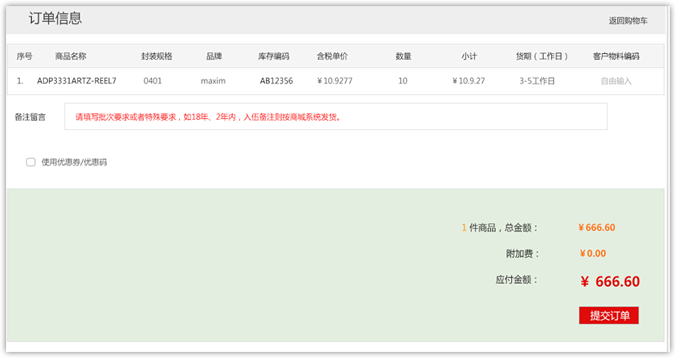 订单信息
返回购物车
序号 商品名称 封装规格 品牌 库存编码 含税单价 数量 小计 货期（工作日） 客户物料编码
1. ADP3331ARTZ-REEL7 0401 maxim AB12356 ¥10.9277 10 ¥10.9.27 3-5工作日 自由输入
备注留言 请填写批次要求或者特殊要求，如18年、2年内，入伍备注则按商城系统发货。
使用优惠券/优惠码
1 件商品，总金额： ¥666.60
附加费： ¥0.00
应付金额： ¥ 666.60
提交订单